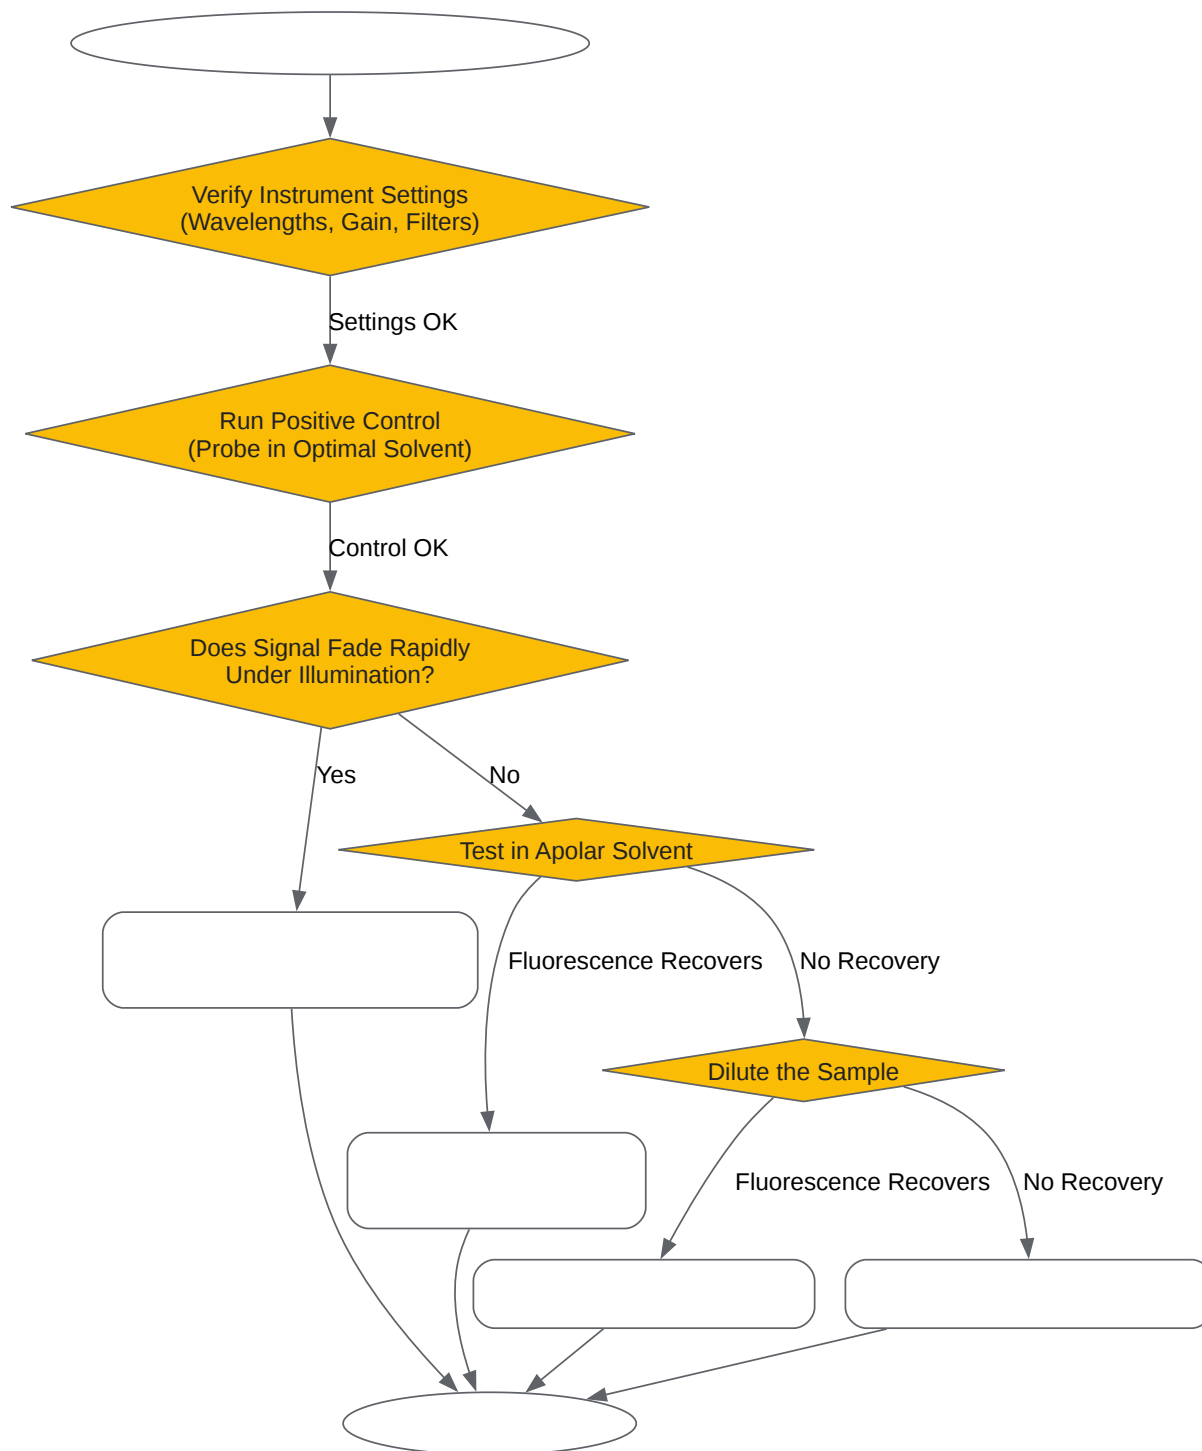 Verify Instrument Settings
(Wavelengths, Gain, Filters)
Settings OK
Run Positive Control
(Probe in Optimal Solvent)
Control OK
Does Signal Fade Rapidly
Under Illumination?
Yes
No
Test in Apolar Solvent
Fluorescence Recovers
No Recovery
Dilute the Sample
Fluorescence Recovers
No Recovery